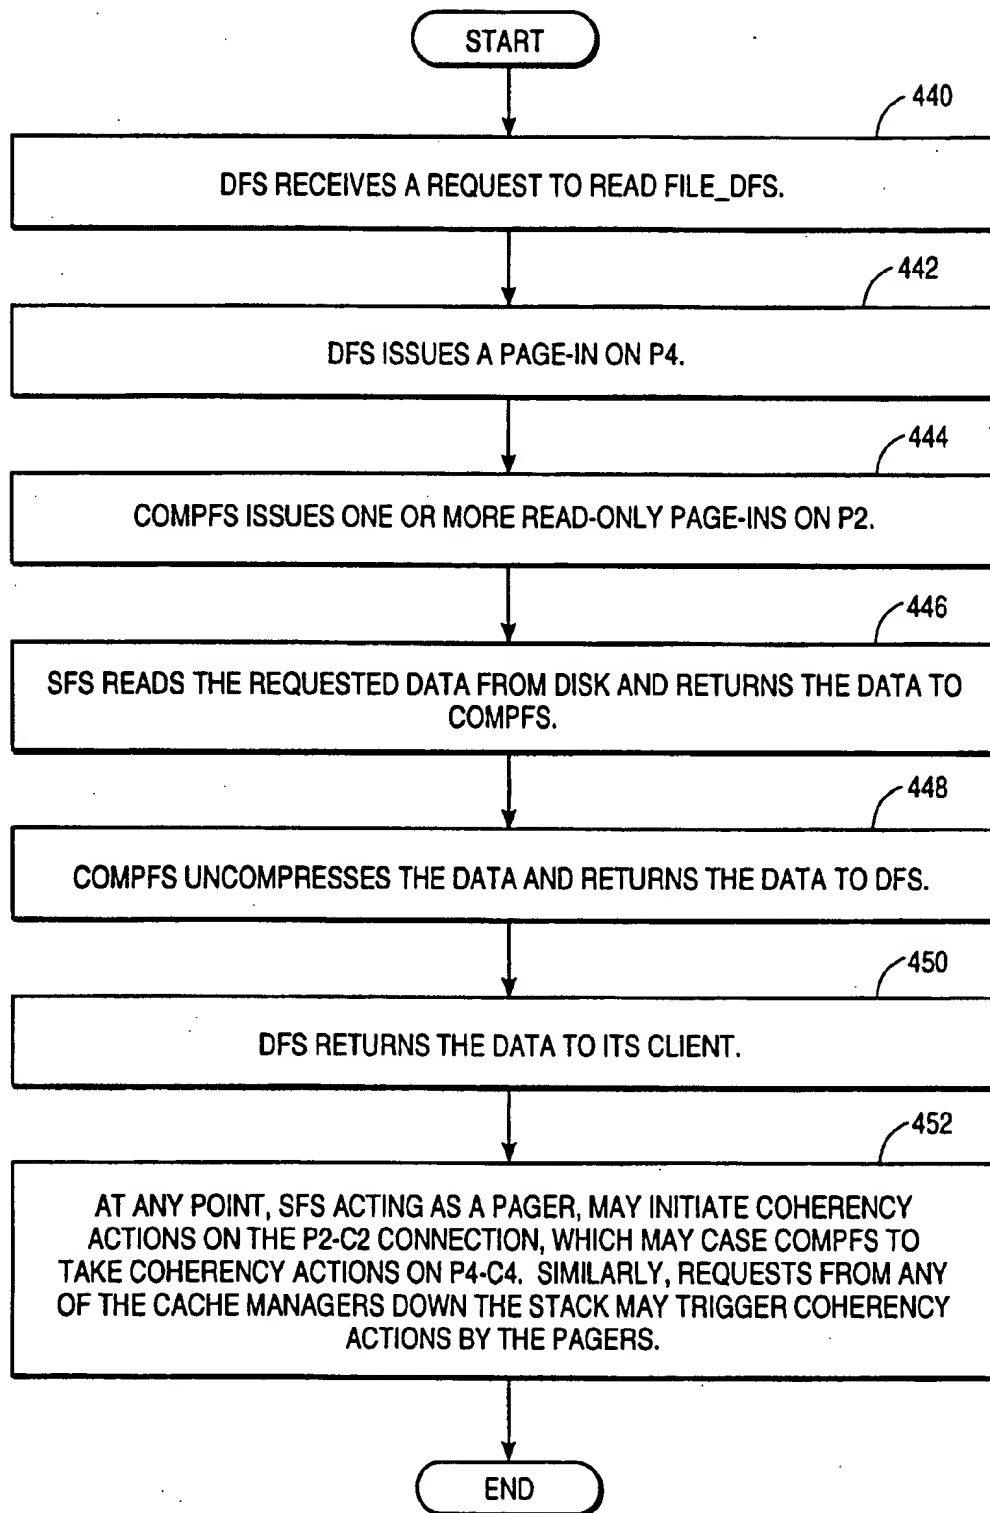 START
440
DFS RECEIVES A REQUEST TO READ FILE_DFS.
442
DFS ISSUES A PAGE-IN ON P4.
444
COMPFS ISSUES ONE OR MORE READ-ONLY PAGE-INS ON P2.
446
SFS READS THE REQUESTED DATA FROM DISK AND RETURNS THE DATA TO
COMPFS.
448
COMPFS UNCOMPRESSES THE DATA AND RETURNS THE DATA TO DFS.
450
DFS RETURNS THE DATA TO ITS CLIENT.
452
AT ANY POINT, SFS ACTING AS A PAGER, MAY INITIATE COHERENCY
ACTIONS ON THE P2-C2 CONNECTION, WHICH MAY CASE COMPFS TO
TAKE COHERENCY ACTIONS ON P4-C4. SIMILARLY, REQUESTS FROM ANY
OF THE CACHE MANAGERS DOWN THE STACK MAY TRIGGER COHERENCY
ACTIONS BY THE PAGERS.
END